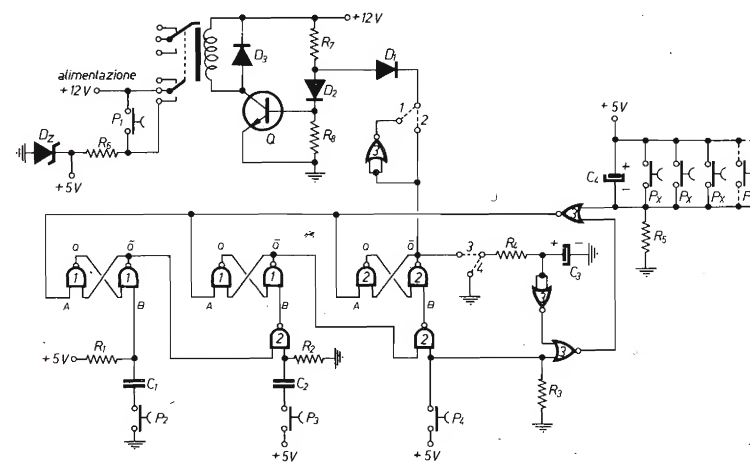 +12V
R7
D3
D1
alimentazione
+12V
P1
D2
1
2
+5V
Q
R8
3
C4
+
-
Px
Px
Px
P
DZ
R6
+5V
3
R5
Q
Q̄
Q
Q̄
Q
Q̄
3
4
R4
+
-
C3
1
1
1
1
2
2
3
A
B
A
B
A
B
2
2
3
+5V
R1
R2
R3
C1
C2
P2
P3
P4
+5V
+5V